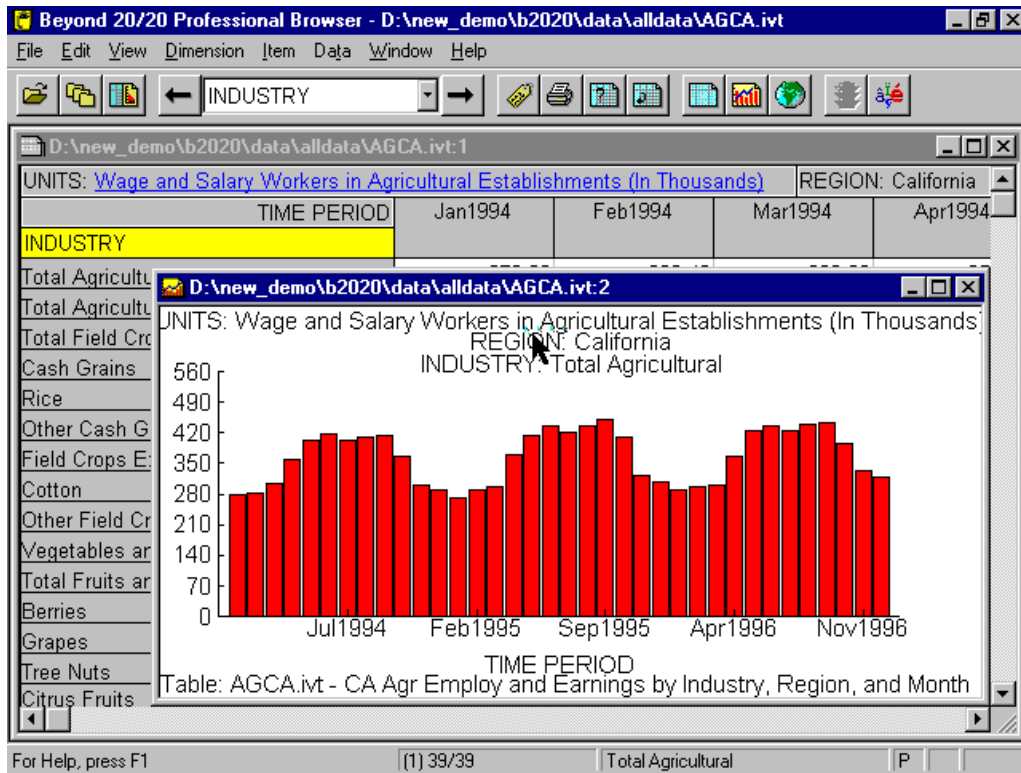 Beyond 20/20 Professional Browser - D:\new_demo\b2020\data\alldata\AGCA.ivt
File Edit View Dimension Item Data Window Help
INDUSTRY
D:\new_demo\b2020\data\alldata\AGCA.ivt:1
UNITS: Wage and Salary Workers in Agricultural Establishments (In Thousands) REGION: California
TIME PERIOD Jan1994 Feb1994 Mar1994 Apr1994
INDUSTRY
Total Agricultu
Total Agricultu
Total Field Cro
Cash Grains
Rice
Other Cash G
Field Crops E
Cotton
Other Field Cr
Vegetables an
Total Fruits an
Berries
Grapes
Tree Nuts
Citrus Fruits
D:\new_demo\b2020\data\alldata\AGCA.ivt:2
UNITS: Wage and Salary Workers in Agricultural Establishments (In Thousands)
REGION: California
INDUSTRY: Total Agricultural
560
490
420
350
280
210
140
70
0
Jul1994 Feb1995 Sep1995 Apr1996 Nov1996
TIME PERIOD
Table: AGCA.ivt - CA Agr Employ and Earnings by Industry, Region, and Month
For Help, press F1 (1) 39/39 Total Agricultural P